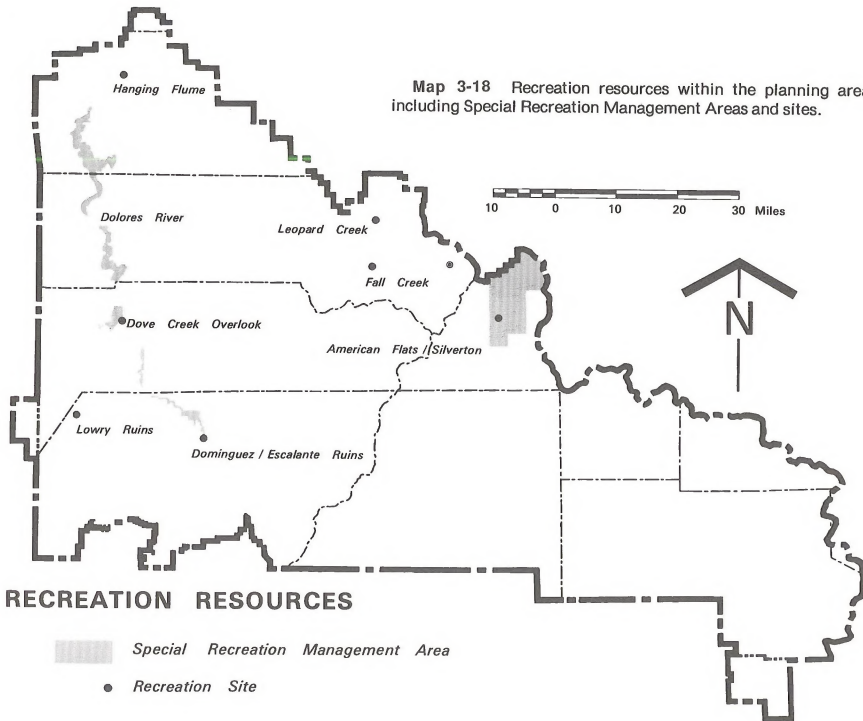 Map 3-18 Recreation resources within the planning area
including Special Recreation Management Areas and sites.
Hanging Flume
10 0 10 20 30 Miles
Dolores River
Leopard Creek
Fall Creek
N
Dove Creek Overlook
American Flats / Silverton
Lowry Ruins
Dominguez / Escalante Ruins
RECREATION RESOURCES
Special Recreation Management Area
Recreation Site